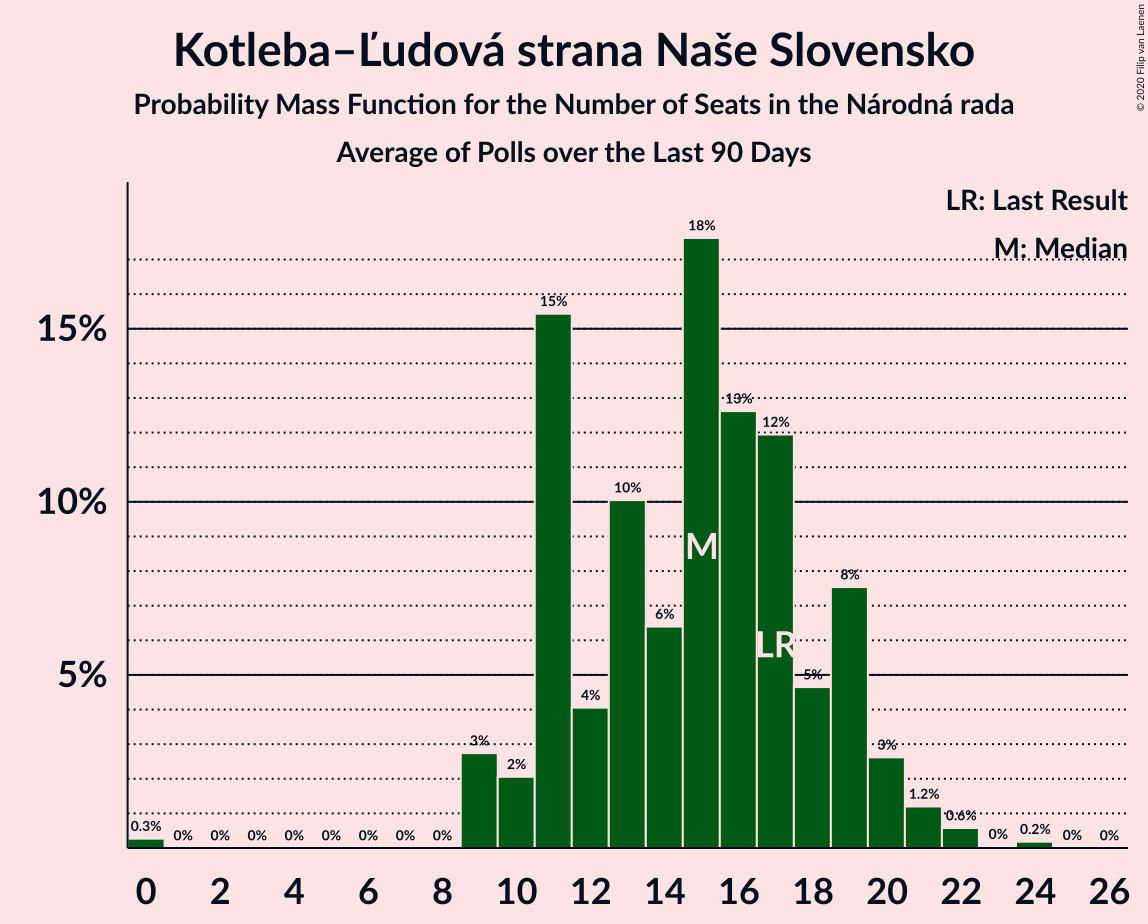 Kotleba–Ľudová strana Naše Slovensko
Probability Mass Function for the Number of Seats in the Národná rada
Average of Polls over the Last 90 Days
© 2020 Filip van Laenen
LR: Last Result
M: Median
15%
10%
5%
0.3% 0% 0% 0% 0% 0% 0% 0% 0% 3% 2% 15% 4% 10% 6% 18% 13% 12% 5% 8% 3% 1.2% 0.6% 0% 0.2% 0% 0%
M
LR
0 2 4 6 8 10 12 14 16 18 20 22 24 26